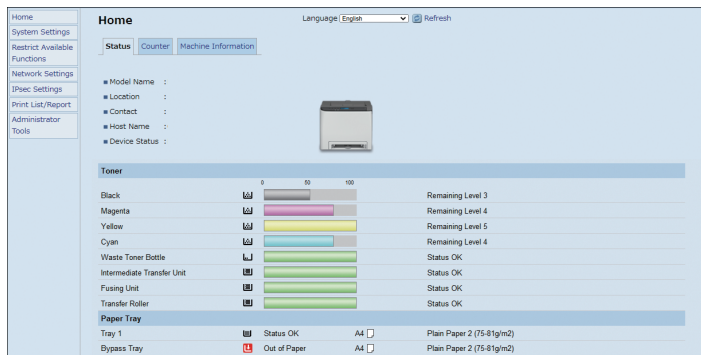 Home
System Settings
Restrict Available
Functions
Network Settings
IPsec Settings
Print List/Report
Administrator
Tools
Home
Language English Refresh
Status Counter Machine Information
Model Name :
Location :
Contact :
Host Name :
Device Status :
Toner
0 50 100
Black Remaining Level 3
Magenta Remaining Level 4
Yellow Remaining Level 5
Cyan Remaining Level 4
Waste Toner Bottle Status OK
Intermediate Transfer Unit Status OK
Fusing Unit Status OK
Transfer Roller Status OK
Paper Tray
Tray 1 Status OK A4 Plain Paper 2 (75-81g/m2)
Bypass Tray Out of Paper A4 Plain Paper 2 (75-81g/m2)